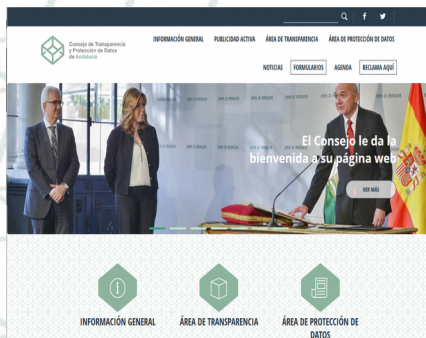 Consejo de Transparencia
y Protección de Datos
de Andalucía
INFORMACIÓN GENERAL PUBLICIDAD ACTIVA ÁREA DE TRANSPARENCIA ÁREA DE PROTECCIÓN DE DATOS
NOTICIAS FORMULARIOS AGENDA RECLAMA AQUÍ
El Consejo le da la
bienvenida a su página web
VER MÁS
INFORMACIÓN GENERAL
ÁREA DE TRANSPARENCIA
ÁREA DE PROTECCIÓN DE
DATOS